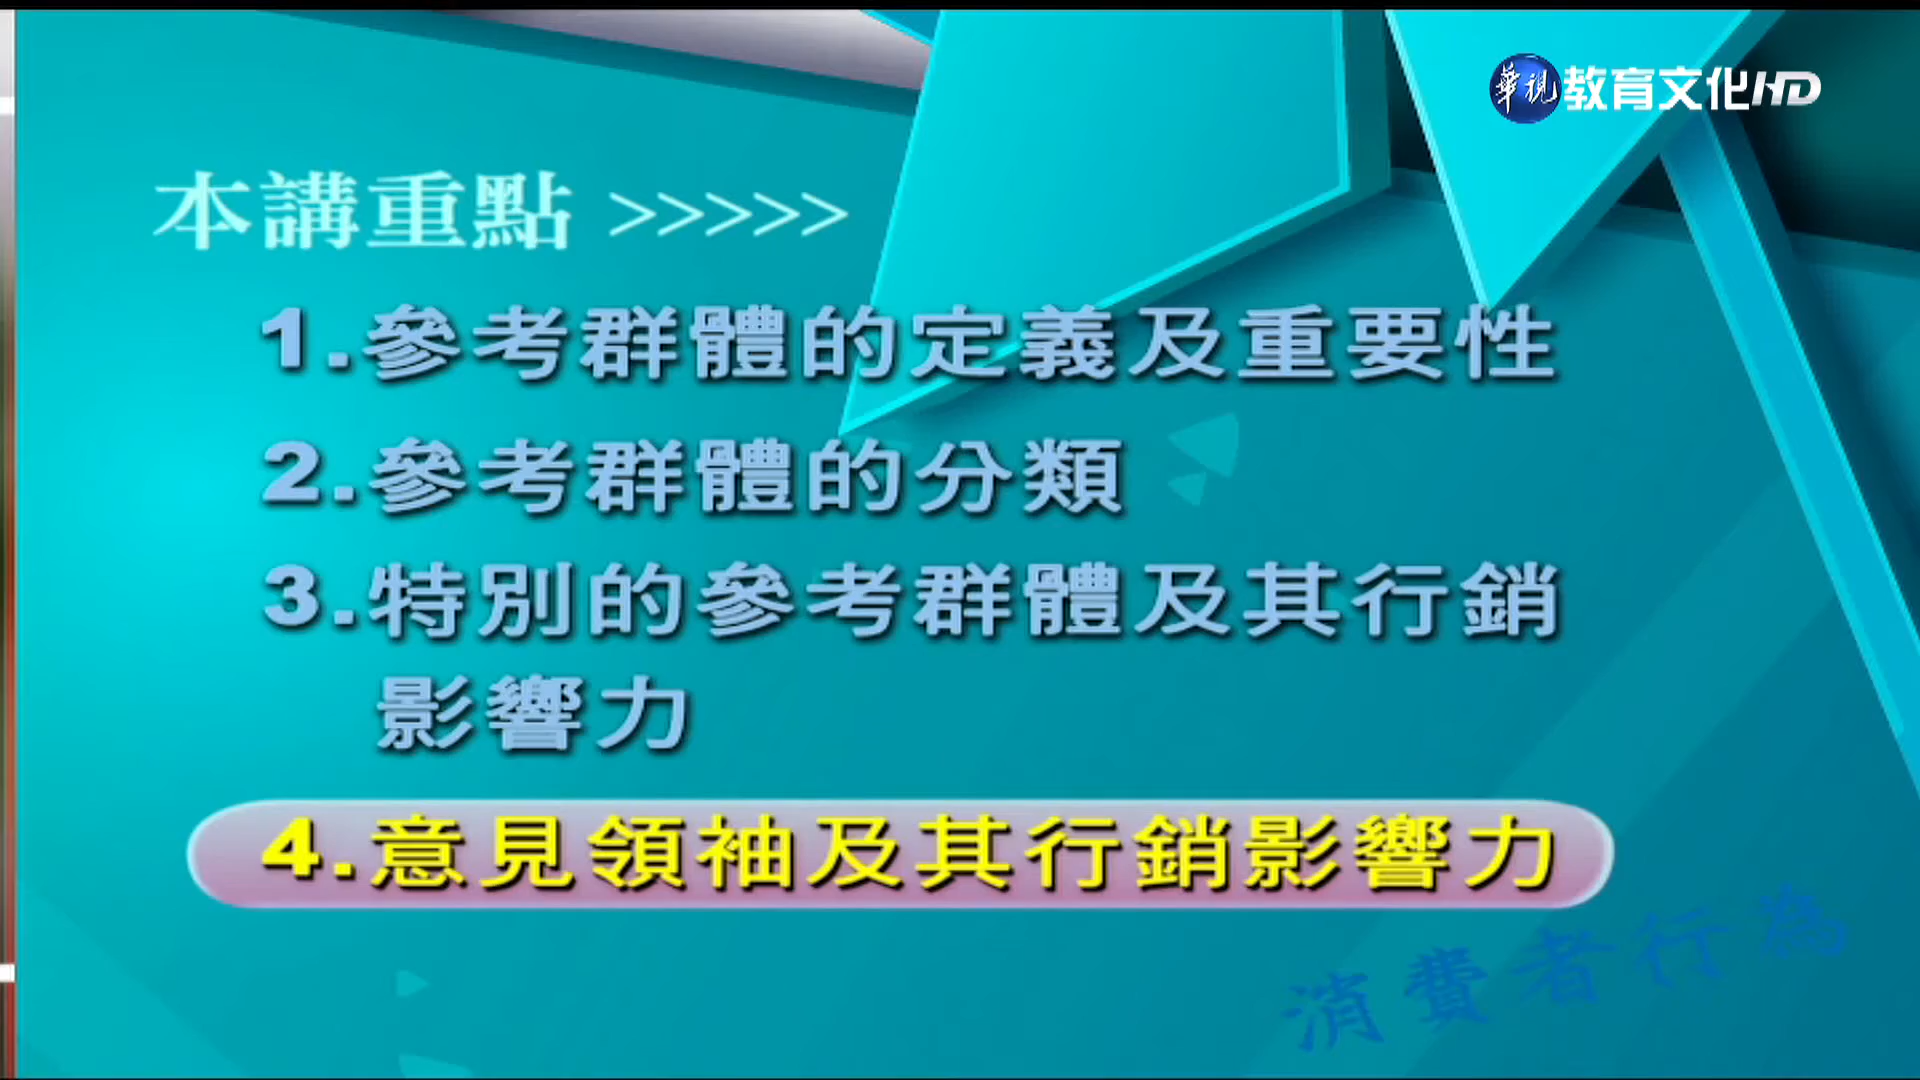 華視 教育文化HD
本講重點 >>>>>
1.參考群體的定義及重要性
2.參考群體的分類
3.特別的參考群體及其行銷
影響力
4.意見領袖及其行銷影響力
消費者行為